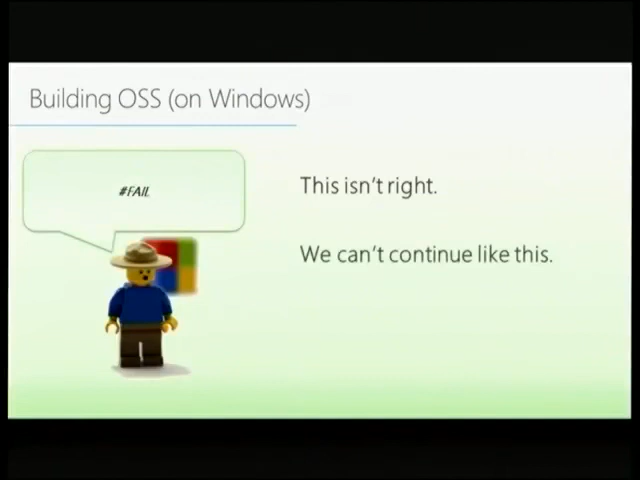 Building OSS (on Windows)
#FAIL
This isn't right.
We can't continue like this.